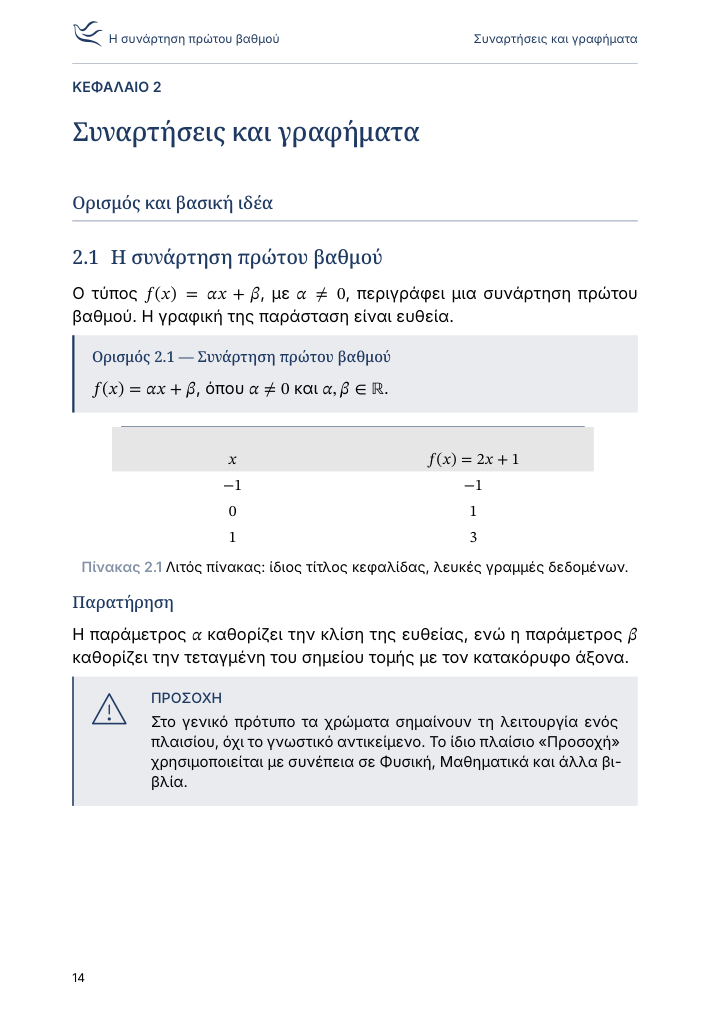 Η συνάρτηση πρώτου βαθμού Συναρτήσεις και γραφήματα
ΚΕΦΑΛΑΙΟ 2
Συναρτήσεις και γραφήματα
Ορισμός και βασική ιδέα
2.1 Η συνάρτηση πρώτου βαθμού
Ο τύπος f(x) = αx + β, με α ≠ 0, περιγράφει μια συνάρτηση πρώτου
βαθμού. Η γραφική της παράσταση είναι ευθεία.
Ορισμός 2.1 — Συνάρτηση πρώτου βαθμού
f(x) = αx + β, όπου α ≠ 0 και α, β ∈ ℝ.
x f(x) = 2x + 1
−1 −1
0 1
1 3
Πίνακας 2.1 Λιτός πίνακας: ίδιος τίτλος κεφαλίδας, λευκές γραμμές δεδομένων.
Παρατήρηση
Η παράμετρος α καθορίζει την κλίση της ευθείας, ενώ η παράμετρος β
καθορίζει την τεταγμένη του σημείου τομής με τον κατακόρυφο άξονα.
ΠΡΟΣΟΧΗ
Στο γενικό πρότυπο τα χρώματα σημαίνουν τη λειτουργία ενός
πλαισίου, όχι το γνωστικό αντικείμενο. Το ίδιο πλαίσιο «Προσοχή»
χρησιμοποιείται με συνέπεια σε Φυσική, Μαθηματικά και άλλα βι-
βλία.
14